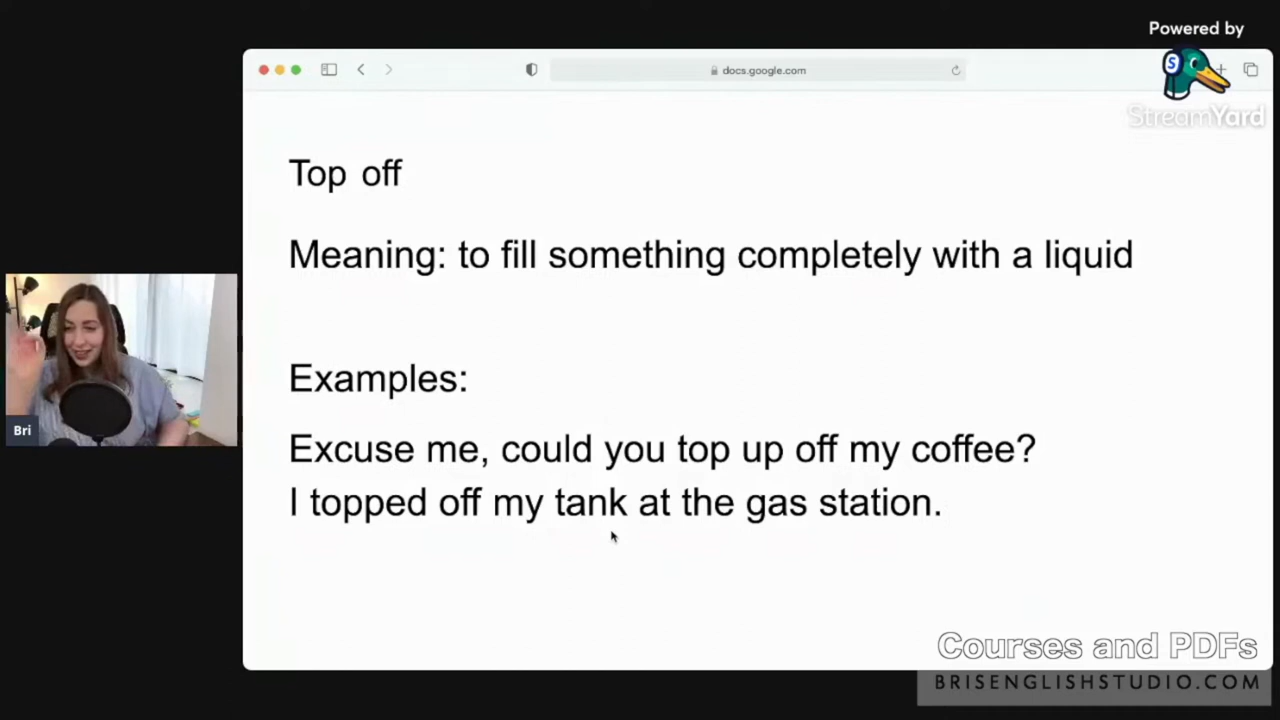 Powered by
StreamYard
docs.google.com
Top off
Meaning: to fill something completely with a liquid
Examples:
Excuse me, could you top up off my coffee?
I topped off my tank at the gas station.
Bri
Courses and PDFs
BRISENGLISHSTUDIO.COM